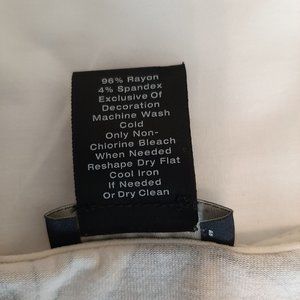 96% Rayon
4% Spandex
Exclusive Of
Decoration
Machine Wash
Cold
Only Non-
Chlorine Bleach
When Needed
Reshape Dry Flat
Cool Iron
If Needed
Or Dry Clean